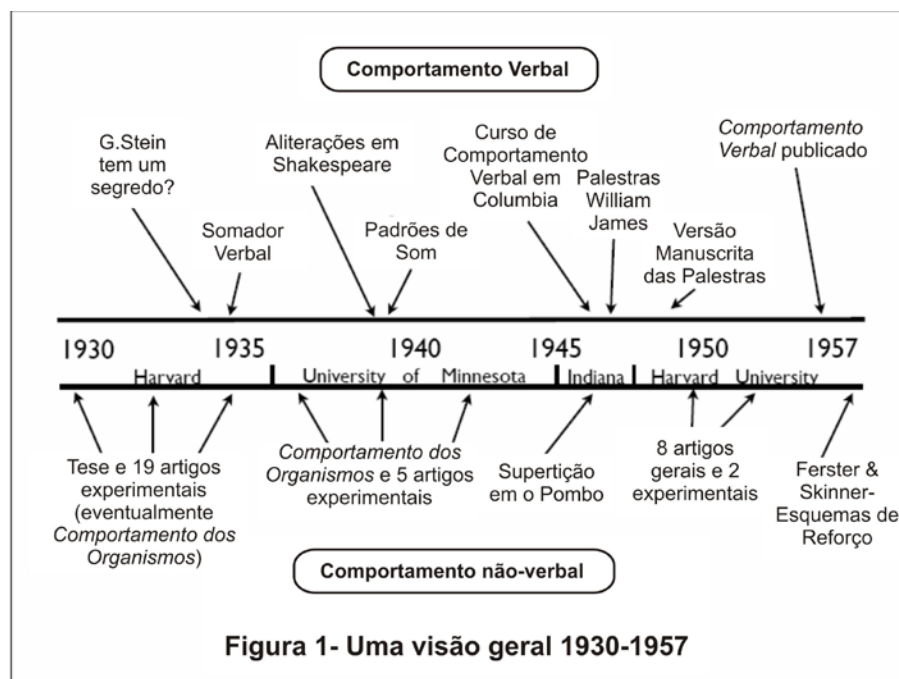 Comportamento Verbal
G.Stein
tem um
segredo?
Somador
Verbal
Aliterações em
Shakespeare
Padrões de
Som
Curso de
Comportamento
Verbal em
Columbia
Palestras
William
James
Versão
Manuscrita
das Palestras
Comportamento
Verbal publicado
1930
1935
1940
1945
1950
1957
Harvard
University of Minnesota
Indiana
Harvard University
Tese e 19 artigos
experimentais
(eventualmente
Comportamento dos
Organismos)
Comportamento dos
Organismos e 5 artigos
experimentais
Supertição
em o Pombo
8 artigos
gerais e 2
experimentais
Ferster &
Skinner-
Esquemas de
Reforço
Comportamento não-verbal
Figura 1- Uma visão geral 1930-1957